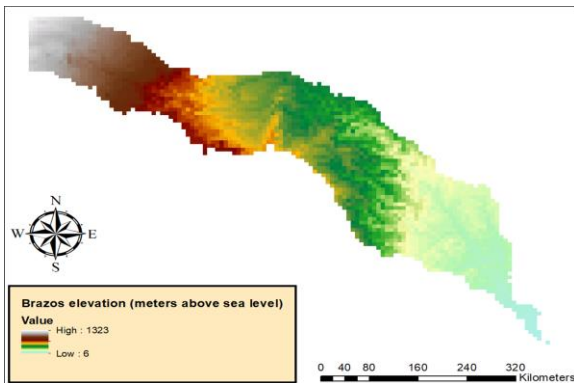 N
W E
S
Brazos elevation (meters above sea level)
Value
High : 1323
Low : 6
0 40 80 160 240 320
Kilometers